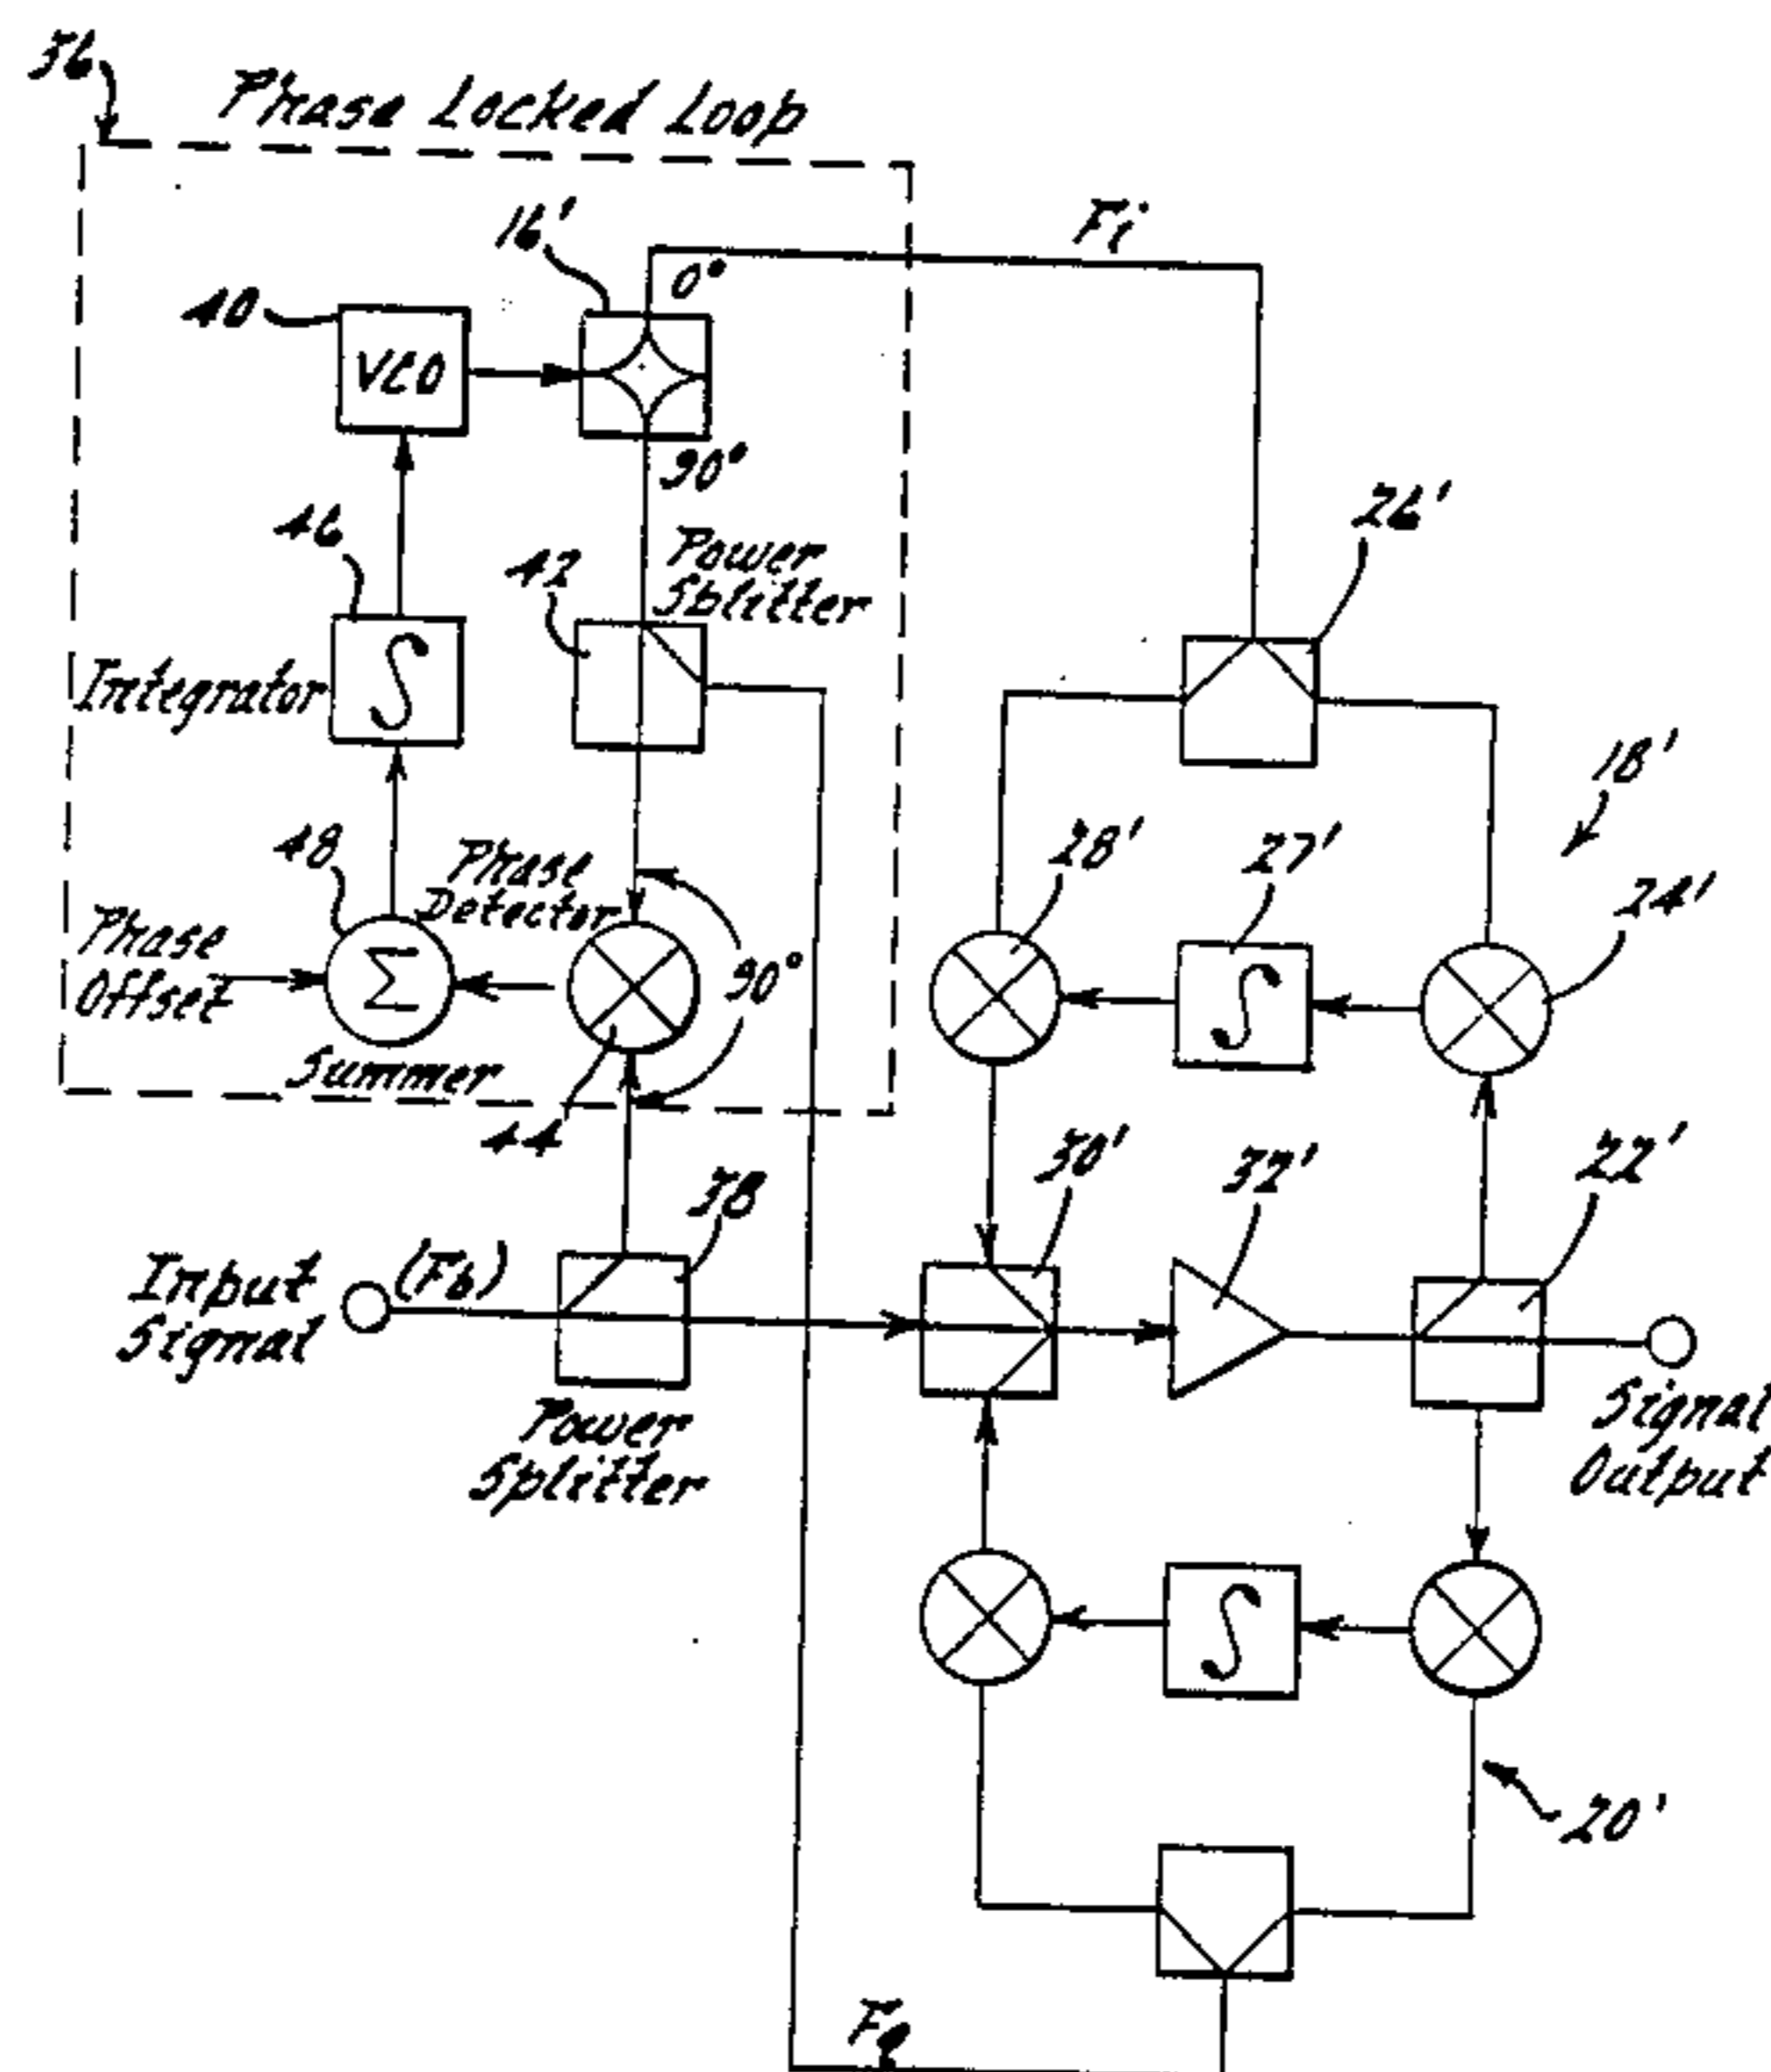 36
Phase Locked Loop
16'
0°
Fi
40
VCO
90°
26'
46
42
Power
Splitter
Integrator
∫
18'
48
Phase
Detector
28'
27'
24'
Phase
Offset
Σ
90°
∫
Summer
44
38
30'
32'
22'
Input
Signal
(Fo)
Power
Splitter
Signal
Output
∫
20'